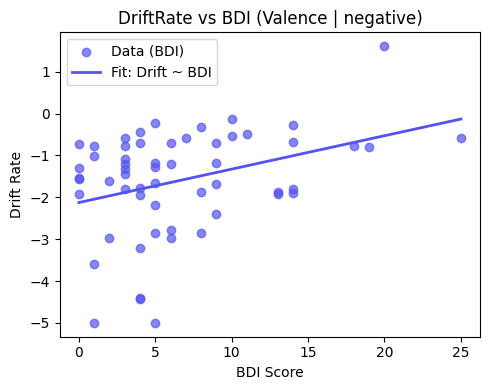 DriftRate vs BDI (Valence | negative)
Data (BDI)
Fit: Drift ~ BDI
Drift Rate
1
0
−1
−2
−3
−4
−5
0 5 10 15 20 25
BDI Score